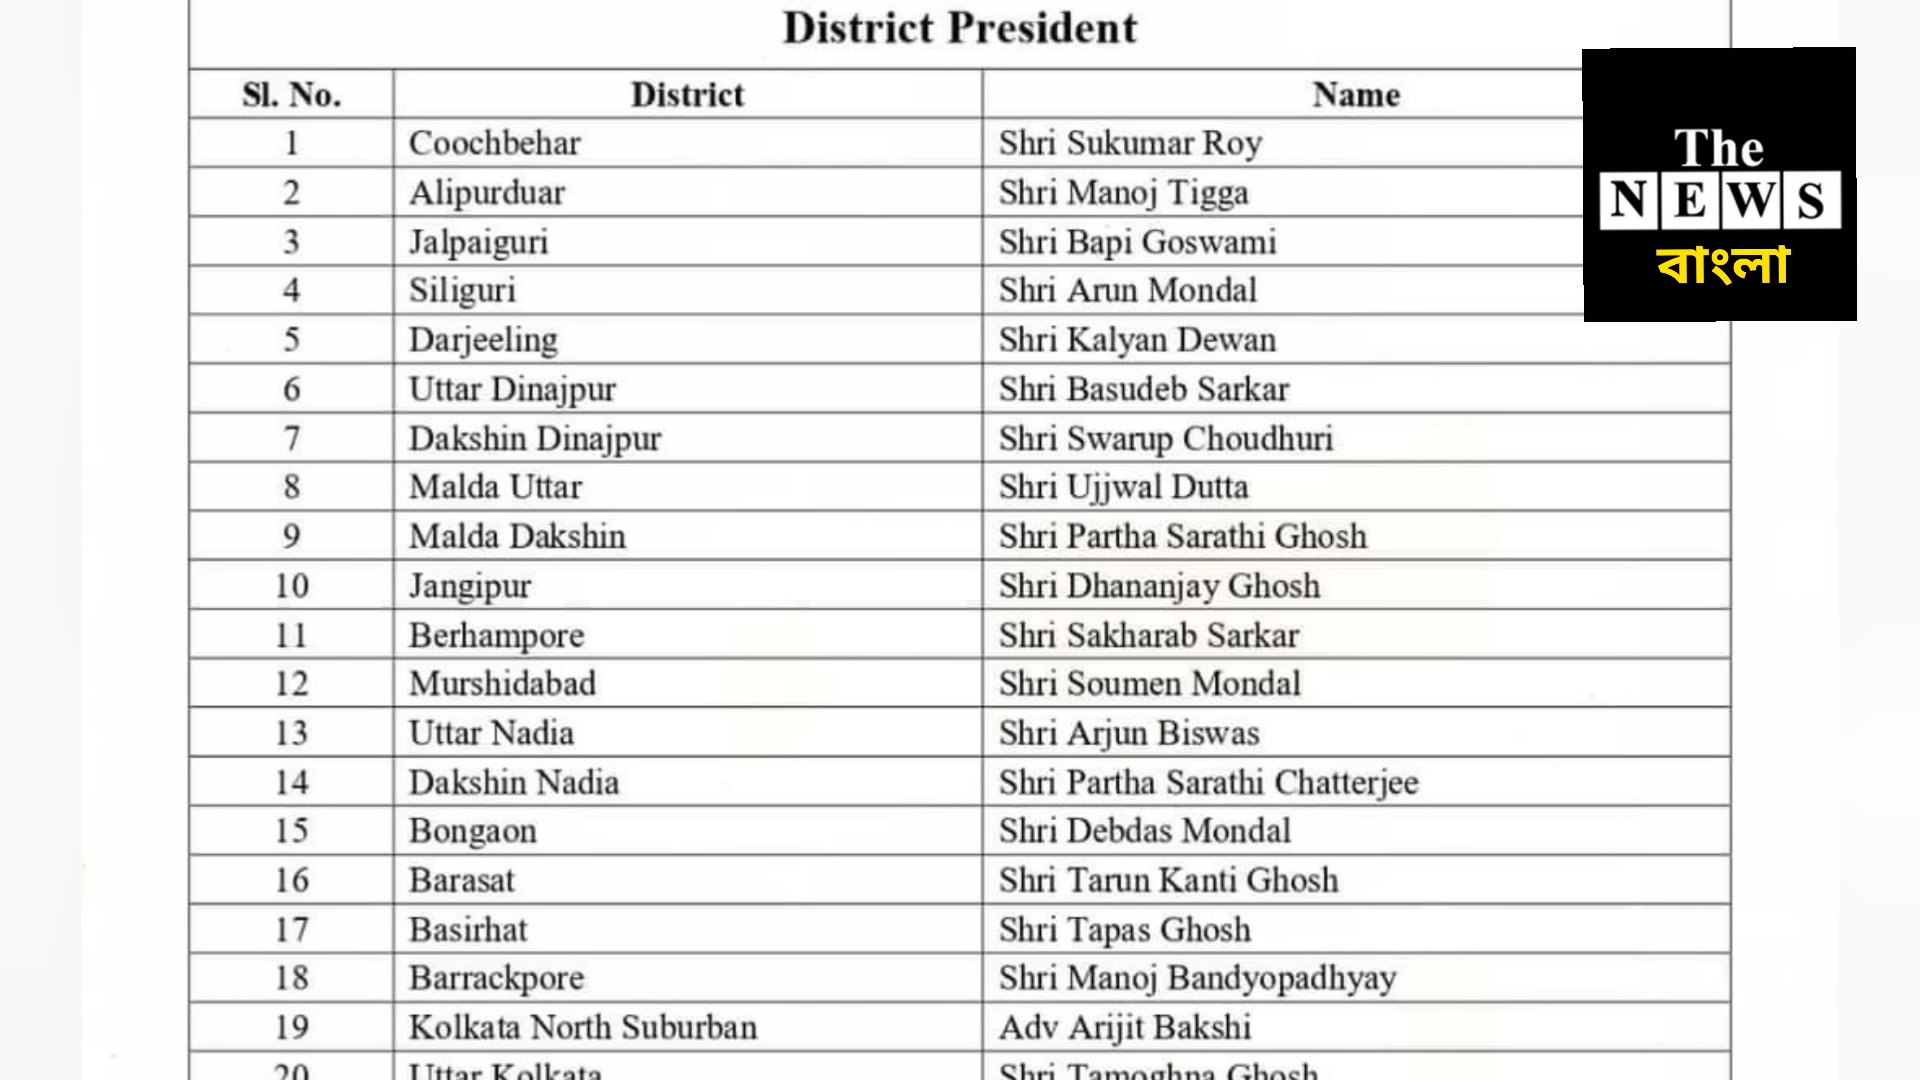 District President
Sl. No. District Name
1 Coochbehar Shri Sukumar Roy
2 Alipurduar Shri Manoj Tigga
3 Jalpaiguri Shri Bapi Goswami
4 Siliguri Shri Arun Mondal
5 Darjeeling Shri Kalyan Dewan
6 Uttar Dinajpur Shri Basudeb Sarkar
7 Dakshin Dinajpur Shri Swarup Choudhuri
8 Malda Uttar Shri Ujjwal Dutta
9 Malda Dakshin Shri Partha Sarathi Ghosh
10 Jangipur Shri Dhananjay Ghosh
11 Berhampore Shri Sakharab Sarkar
12 Murshidabad Shri Soumen Mondal
13 Uttar Nadia Shri Arjun Biswas
14 Dakshin Nadia Shri Partha Sarathi Chatterjee
15 Bongaon Shri Debdas Mondal
16 Barasat Shri Tarun Kanti Ghosh
17 Basirhat Shri Tapas Ghosh
18 Barrackpore Shri Manoj Bandyopadhyay
19 Kolkata North Suburban Adv Arijit Bakshi
20 Uttar Kolkata Shri Tamoghna Ghosh
The
NEWS
বাংলা